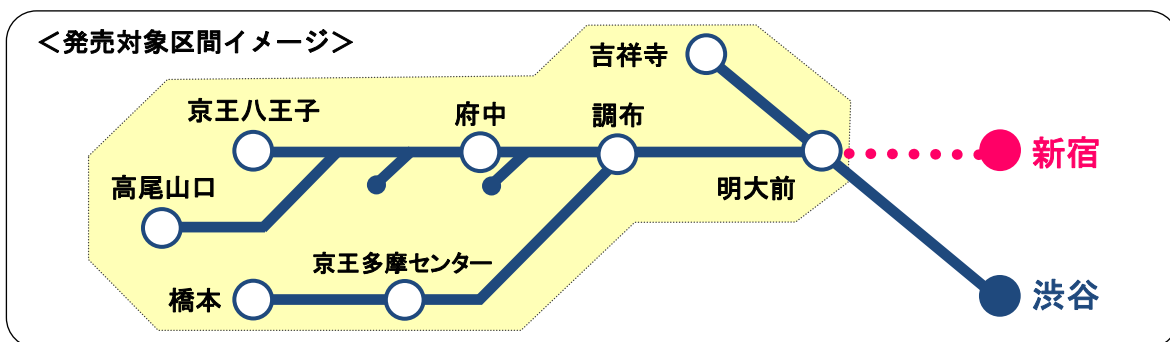 ＜発売対象区間イメージ＞
吉祥寺
京王八王子
府中
調布
新宿
高尾山口
明大前
京王多摩センター
橋本
渋谷